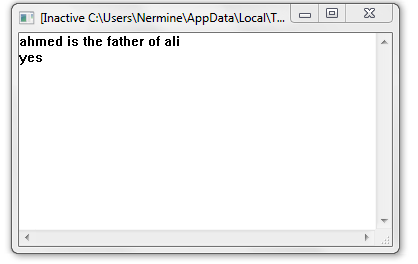 [Inactive C:\Users\Nermine\AppData\Local\T...
ahmed is the father of ali
yes